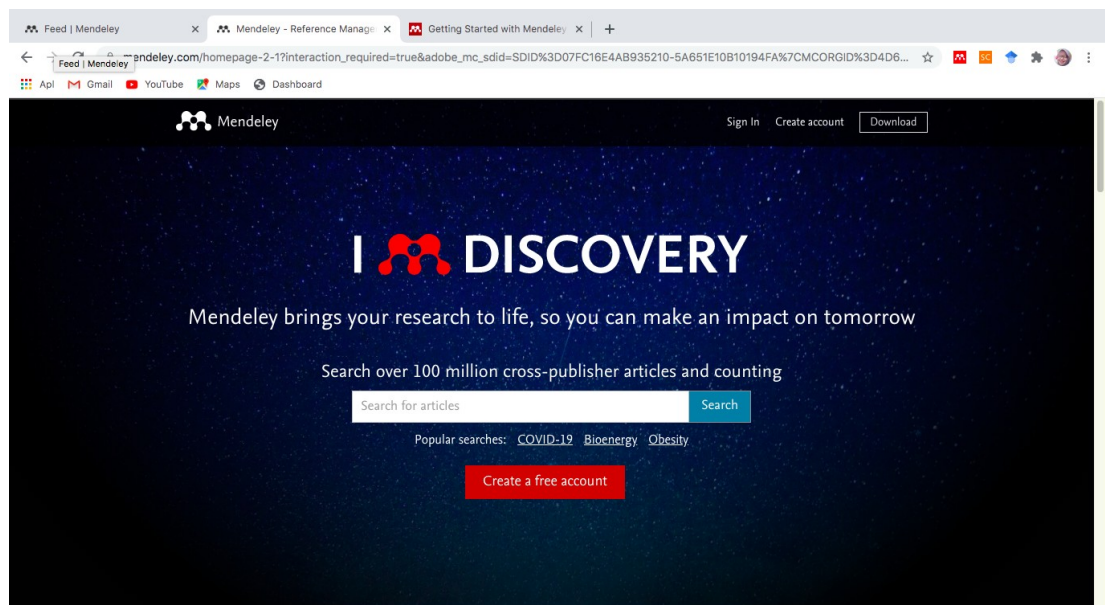 Feed | Mendeley
Mendeley - Reference Manage
Getting Started with Mendeley
mendeley.com/homepage-2-1?interaction_required=true&adobe_mc_sdid=SDID%3D07FC16E4AB935210-5A651E10B10194FA%7CMCORGID%3D4D6...
SC
Feed | Mendeley
Apl Gmail YouTube Maps Dashboard
Mendeley Sign In Create account Download
I DISCOVERY
Mendeley brings your research to life, so you can make an impact on tomorrow
Search over 100 million cross-publisher articles and counting
Search for articles Search
Popular searches: COVID-19 Bioenergy Obesity
Create a free account